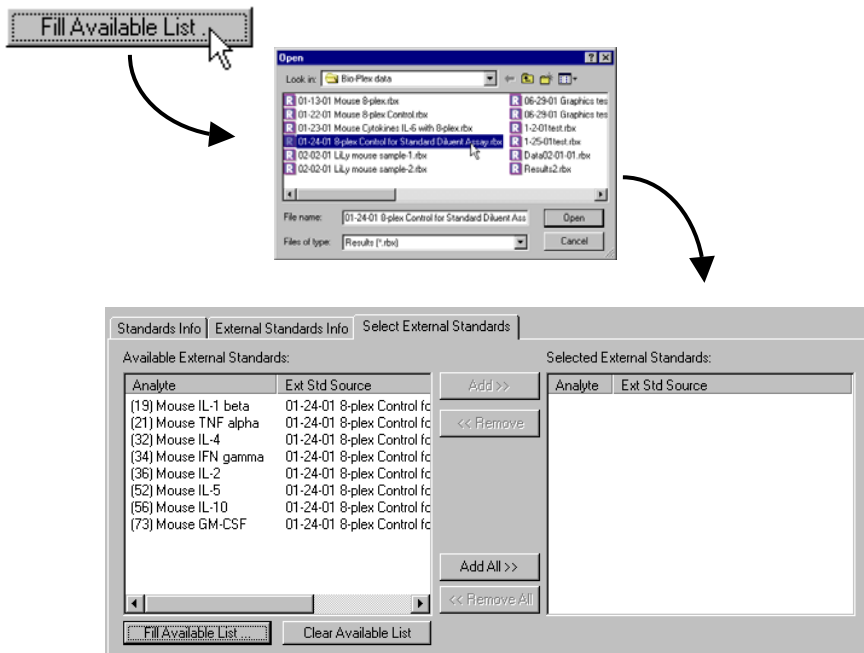 Fill Available List ...
Open
Look in: Bio-Plex data
01-13-01 Mouse 8-plex.rbx
01-22-01 Mouse 8-plex Control.rbx
01-23-01 Mouse Cytokines IL-6 with 8-plex.rbx
01-24-01 8-plex Control for Standard Diluent Assay.rbx
02-02-01 LiLy mouse sample-1.rbx
02-02-01 LiLy mouse sample-2.rbx
06-29-01 Graphics tes
06-29-01 Graphics tes
1-2-01test.rbx
1-25-01test.rbx
Data02-01-01.rbx
Results2.rbx
File name: 01-24-01 8-plex Control for Standard Diluent Ass Open
Files of type: Results (*.rbx) Cancel
Standards Info External Standards Info Select External Standards
Available External Standards:
Analyte Ext Std Source
(19) Mouse IL-1 beta 01-24-01 8-plex Control fo
(21) Mouse TNF alpha 01-24-01 8-plex Control fo
(32) Mouse IL-4 01-24-01 8-plex Control fo
(34) Mouse IFN gamma 01-24-01 8-plex Control fo
(36) Mouse IL-2 01-24-01 8-plex Control fo
(52) Mouse IL-5 01-24-01 8-plex Control fo
(56) Mouse IL-10 01-24-01 8-plex Control fo
(73) Mouse GM-CSF 01-24-01 8-plex Control fo
Fill Available List ... Clear Available List
Add >>
<< Remove
Add All >>
<< Remove All
Selected External Standards:
Analyte Ext Std Source